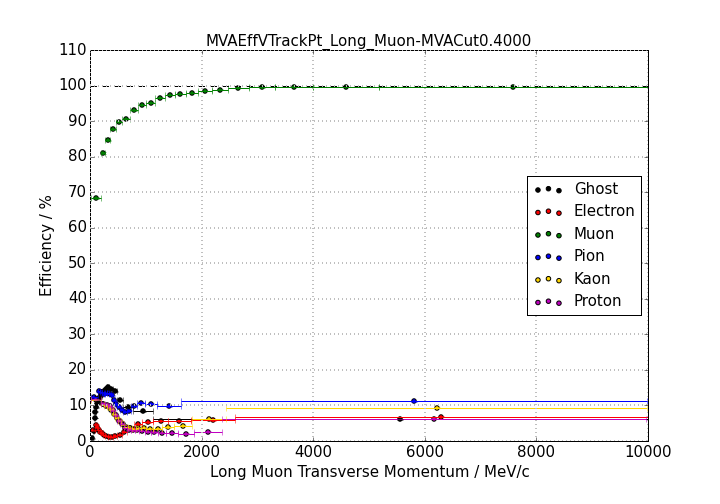 MVAEffVTrackPt_Long_Muon-MVACut0.4000
110
100
90
80
70
60
50
40
30
20
10
0
Efficiency / %
Ghost
Electron
Muon
Pion
Kaon
Proton
0 2000 4000 6000 8000 10000
Long Muon Transverse Momentum / MeV/c